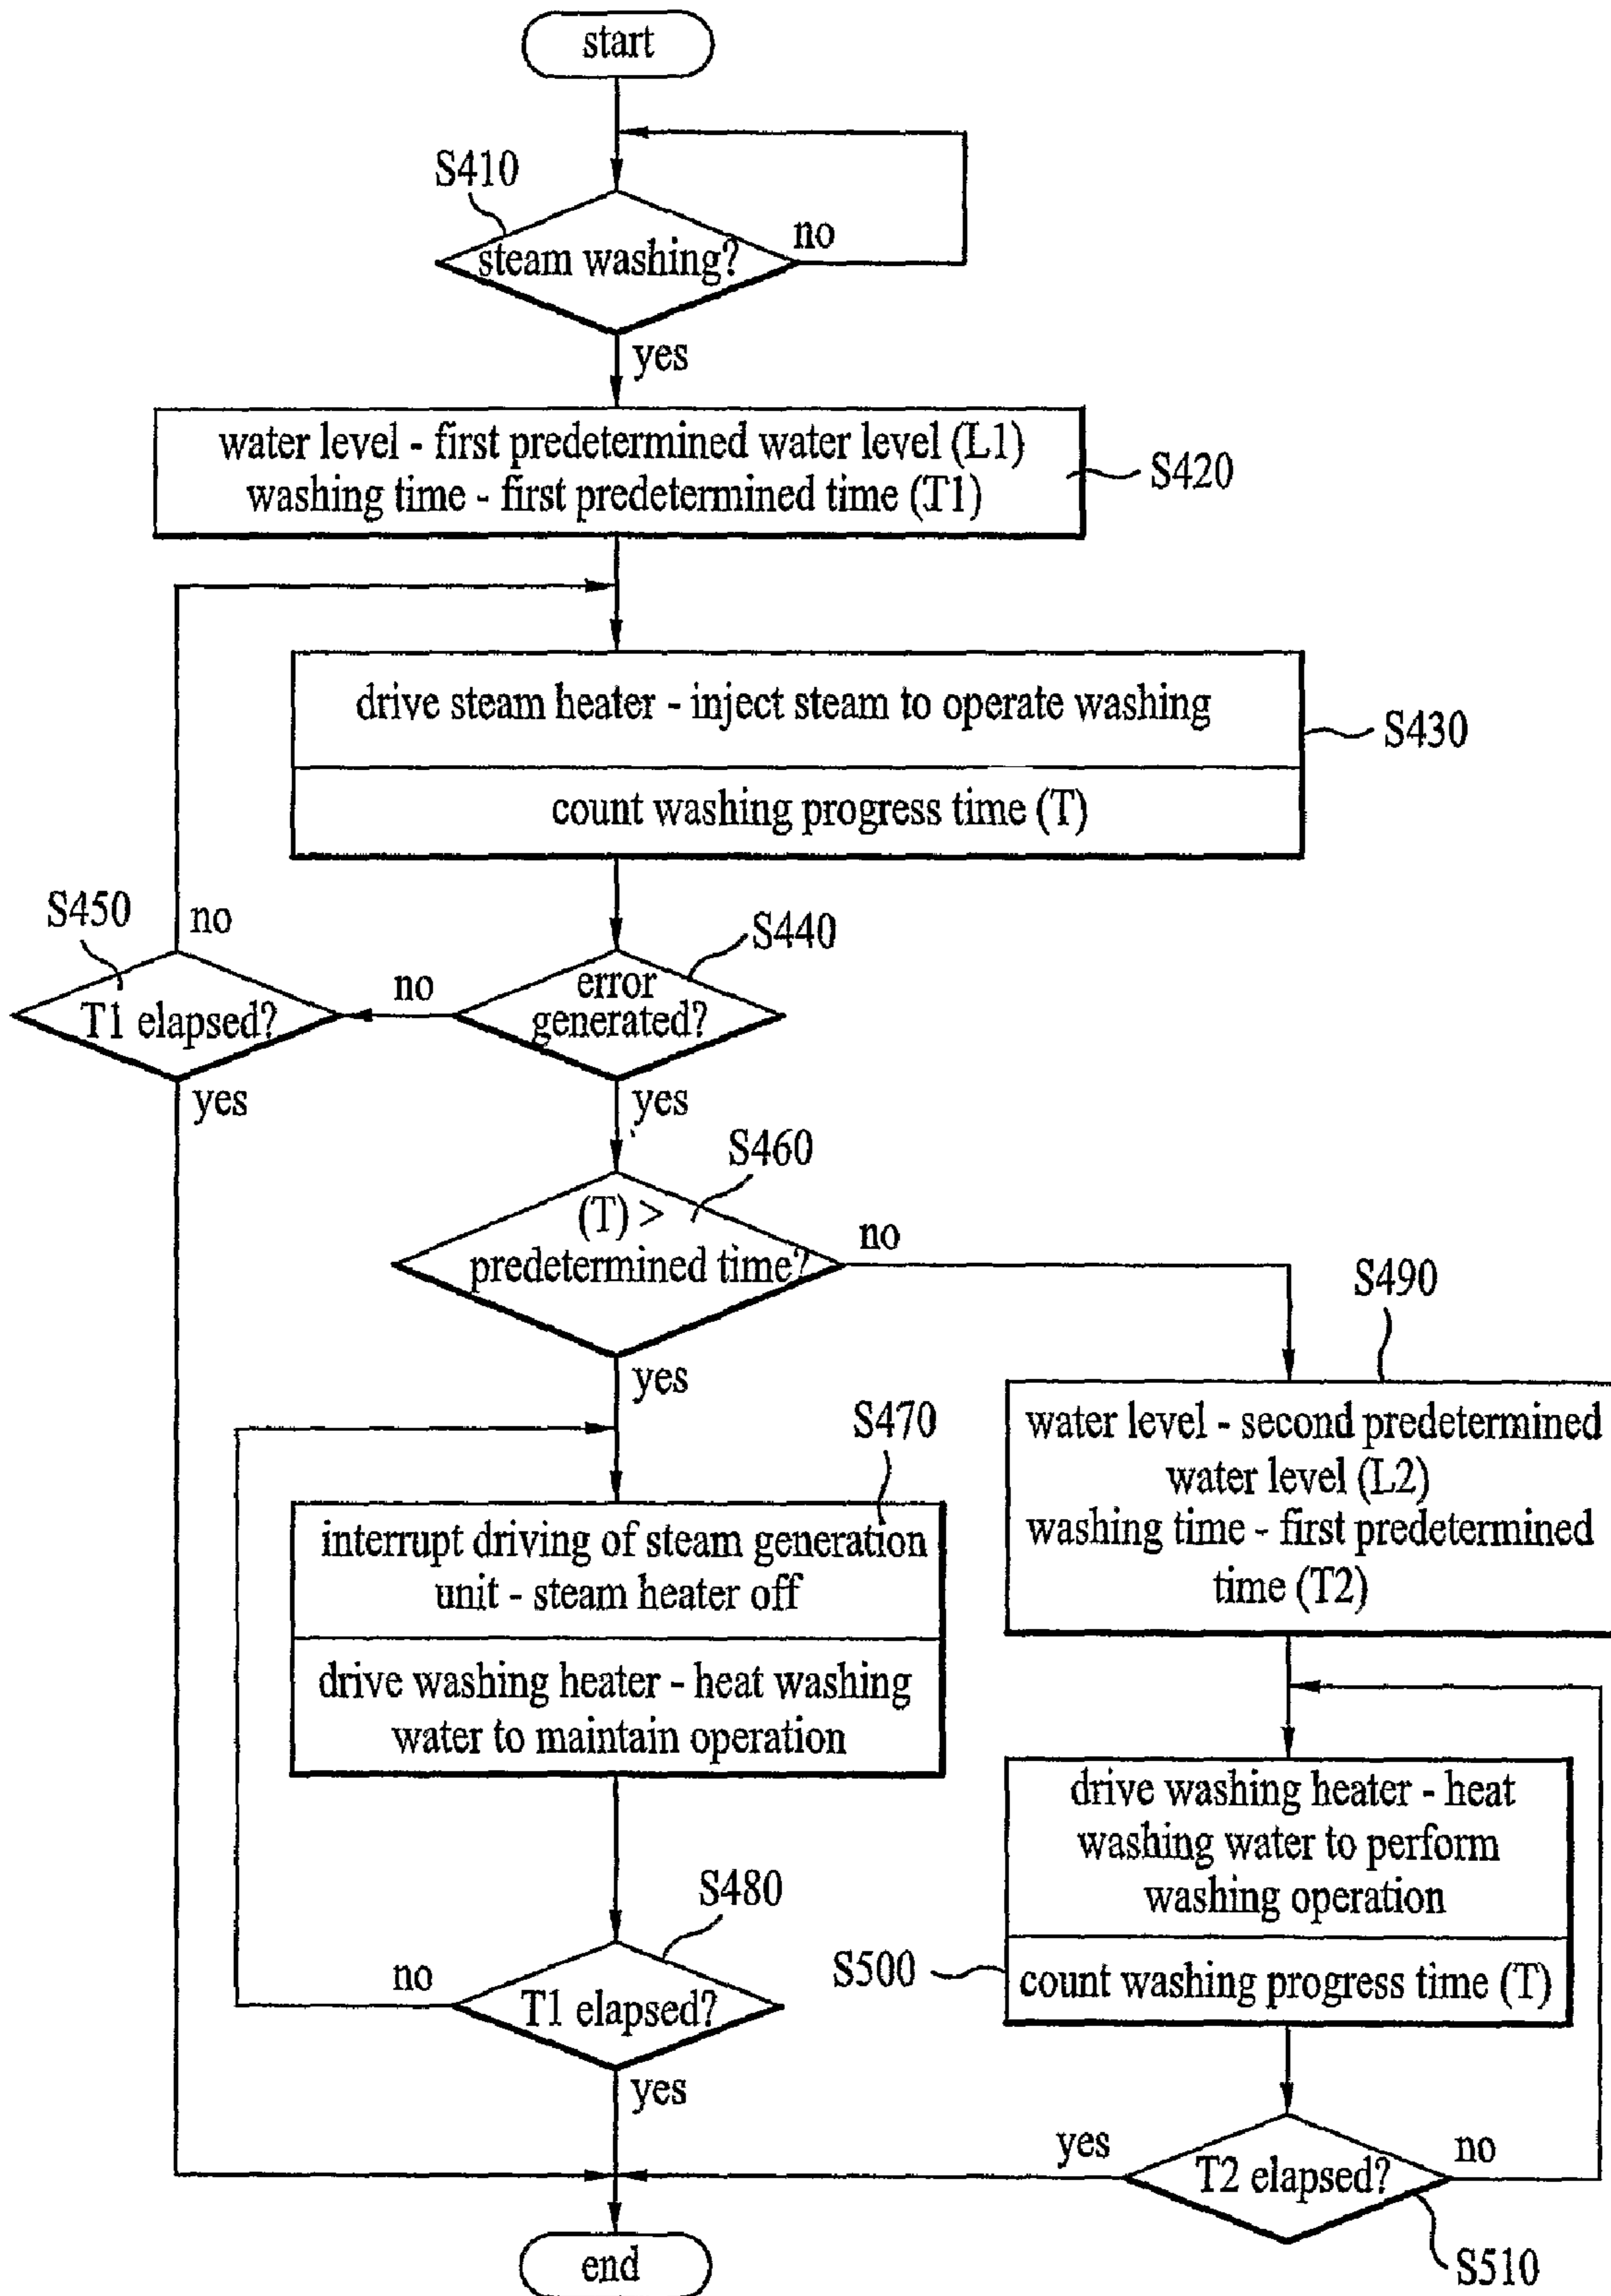 start
S410
steam washing?
no
yes
water level - first predetermined water level (L1)
washing time - first predetermined time (T1)
S420
drive steam heater - inject steam to operate washing
S430
count washing progress time (T)
S450
no
S440
T1 elapsed?
no
error
generated?
yes
yes
S460
(T) >
predetermined time?
no
S490
yes
S470
water level - second predetermined
water level (L2)
washing time - first predetermined
time (T2)
interrupt driving of steam generation
unit - steam heater off
drive washing heater - heat washing
water to maintain operation
drive washing heater - heat
washing water to perform
washing operation
S480
S500
count washing progress time (T)
no
T1 elapsed?
yes
yes
T2 elapsed?
no
S510
end